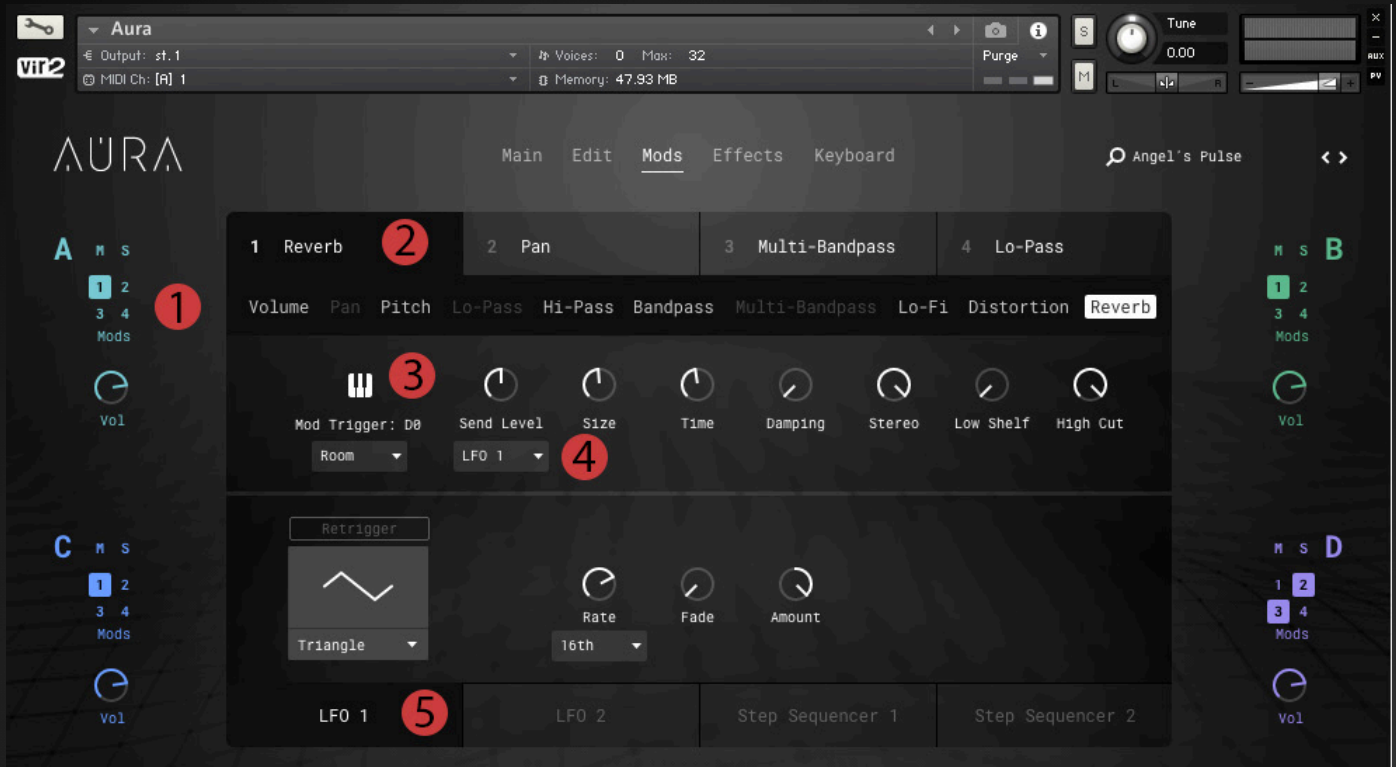 Aura
Output: st.1
Voices: 0 Max: 32
Purge
S
Tune
0.00
AUX
PV
Vir2
MIDI Ch: [A] 1
Memory: 47.93 MB
M
L R
AÜRA
Main Edit Mods Effects Keyboard
Angel's Pulse
A M S
1 2
3 4
Mods
Vol
1
1 Reverb
2
2 Pan
3 Multi-Bandpass
4 Lo-Pass
Volume Pan Pitch Lo-Pass Hi-Pass Bandpass Multi-Bandpass Lo-Fi Distortion Reverb
3
Mod Trigger: D0 Send Level Size Time Damping Stereo Low Shelf High Cut
Room LFO 1
4
M S B
1 2
3 4
Mods
Vol
C M S
1 2
3 4
Mods
Vol
Retrigger
Triangle
Rate Fade Amount
16th
M S D
1 2
3 4
Mods
Vol
LFO 1
5
LFO 2
Step Sequencer 1
Step Sequencer 2